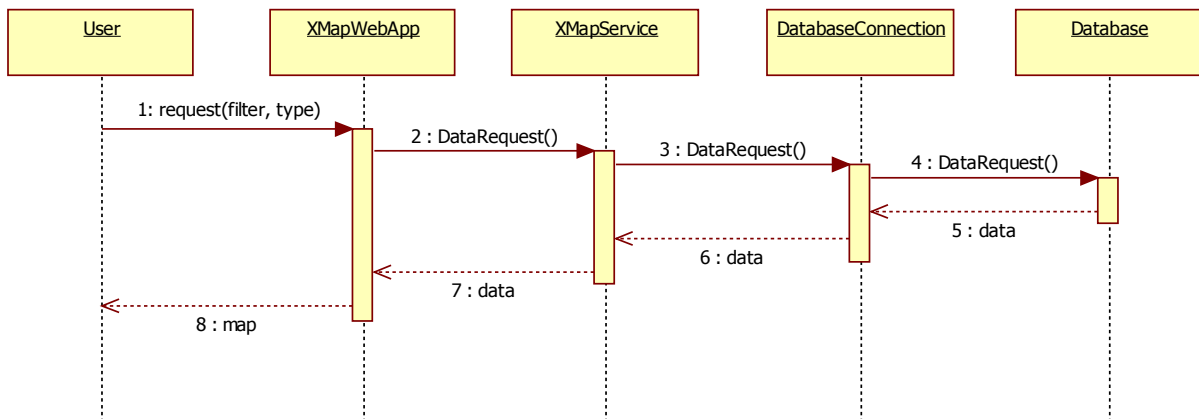 User
XMapWebApp
XMapService
DatabaseConnection
Database
1: request(filter, type)
2 : DataRequest()
3 : DataRequest()
4 : DataRequest()
5 : data
6 : data
7 : data
8 : map